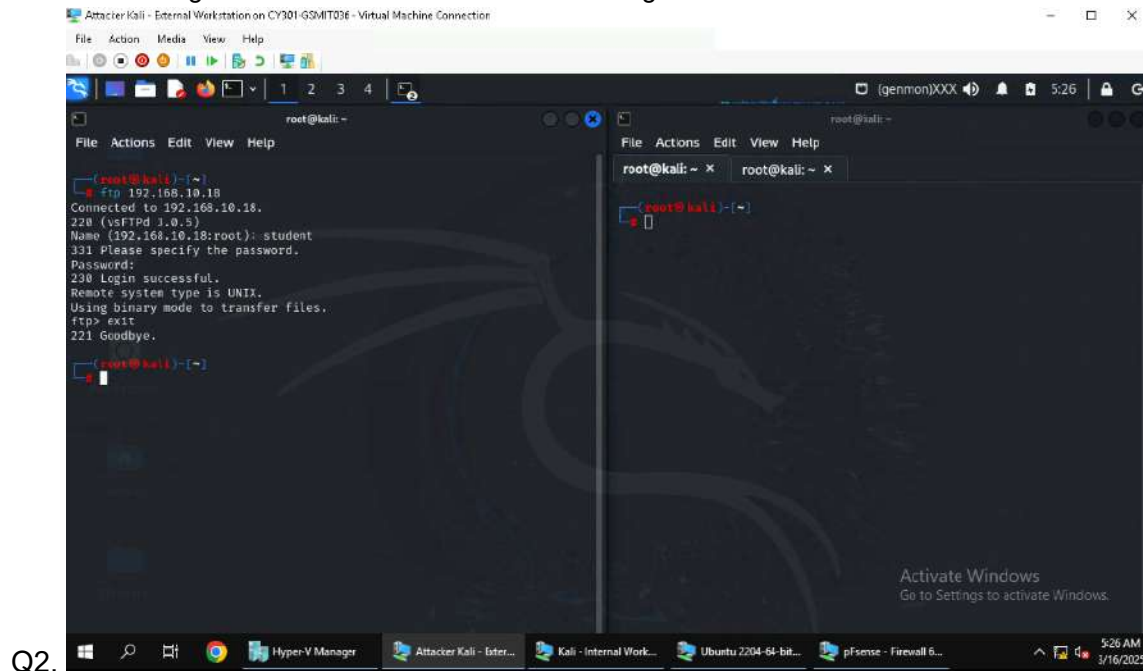 Attacker Kali - External Workstation on CY301-GSMIT036 - Virtual Machine Connection
File Action Media View Help
1 2 3 4
(genmon)XXX
5:26
root@kali: ~
File Actions Edit View Help
(root㉿kali)-[~]
# ftp 192.168.10.18
Connected to 192.168.10.18.
220 (vsFTPd 3.0.5)
Name (192.168.10.18:root): student
331 Please specify the password.
Password:
230 Login successful.
Remote system type is UNIX.
Using binary mode to transfer files.
ftp> exit
221 Goodbye.
(root㉿kali)-[~]
#
root@kali: ~
File Actions Edit View Help
root@kali: ~ × root@kali: ~ ×
(root㉿kali)-[~]
#
Activate Windows
Go to Settings to activate Windows.
Q2.
Hyper-V Manager
Attacker Kali - Exter...
Kali - Internal Work...
Ubuntu 2204-64-bit...
pFsense - Firewall 6...
5:26 AM